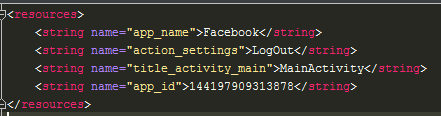 <resources>
<string name="app_name">Facebook</string>
<string name="action_settings">LogOut</string>
<string name="title_activity_main">MainActivity</string>
<string name="app_id">144197909313878</string>
</resources>